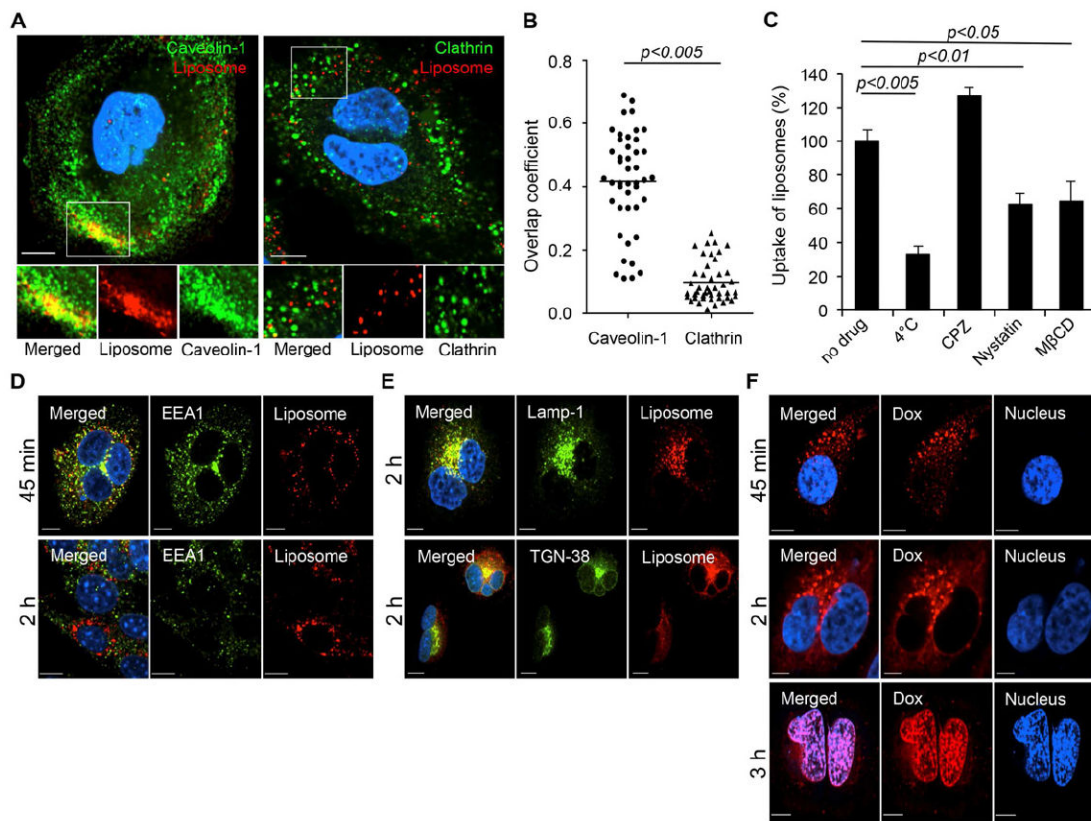 A
Caveolin-1
Liposome
Clathrin
Liposome
Merged Liposome Caveolin-1
Merged Liposome Clathrin
B
p<0.005
Overlap coefficient
0.8
0.6
0.4
0.2
0.0
Caveolin-1 Clathrin
C
p<0.05
p<0.01
p<0.005
Uptake of liposomes (%)
140
120
100
80
60
40
20
0
no drug
4°C
CPZ
Nystatin
MβCD
D
45 min
Merged EEA1 Liposome
2 h
Merged EEA1 Liposome
E
2 h
Merged Lamp-1 Liposome
2 h
Merged TGN-38 Liposome
F
45 min
Merged Dox Nucleus
2 h
Merged Dox Nucleus
3 h
Merged Dox Nucleus